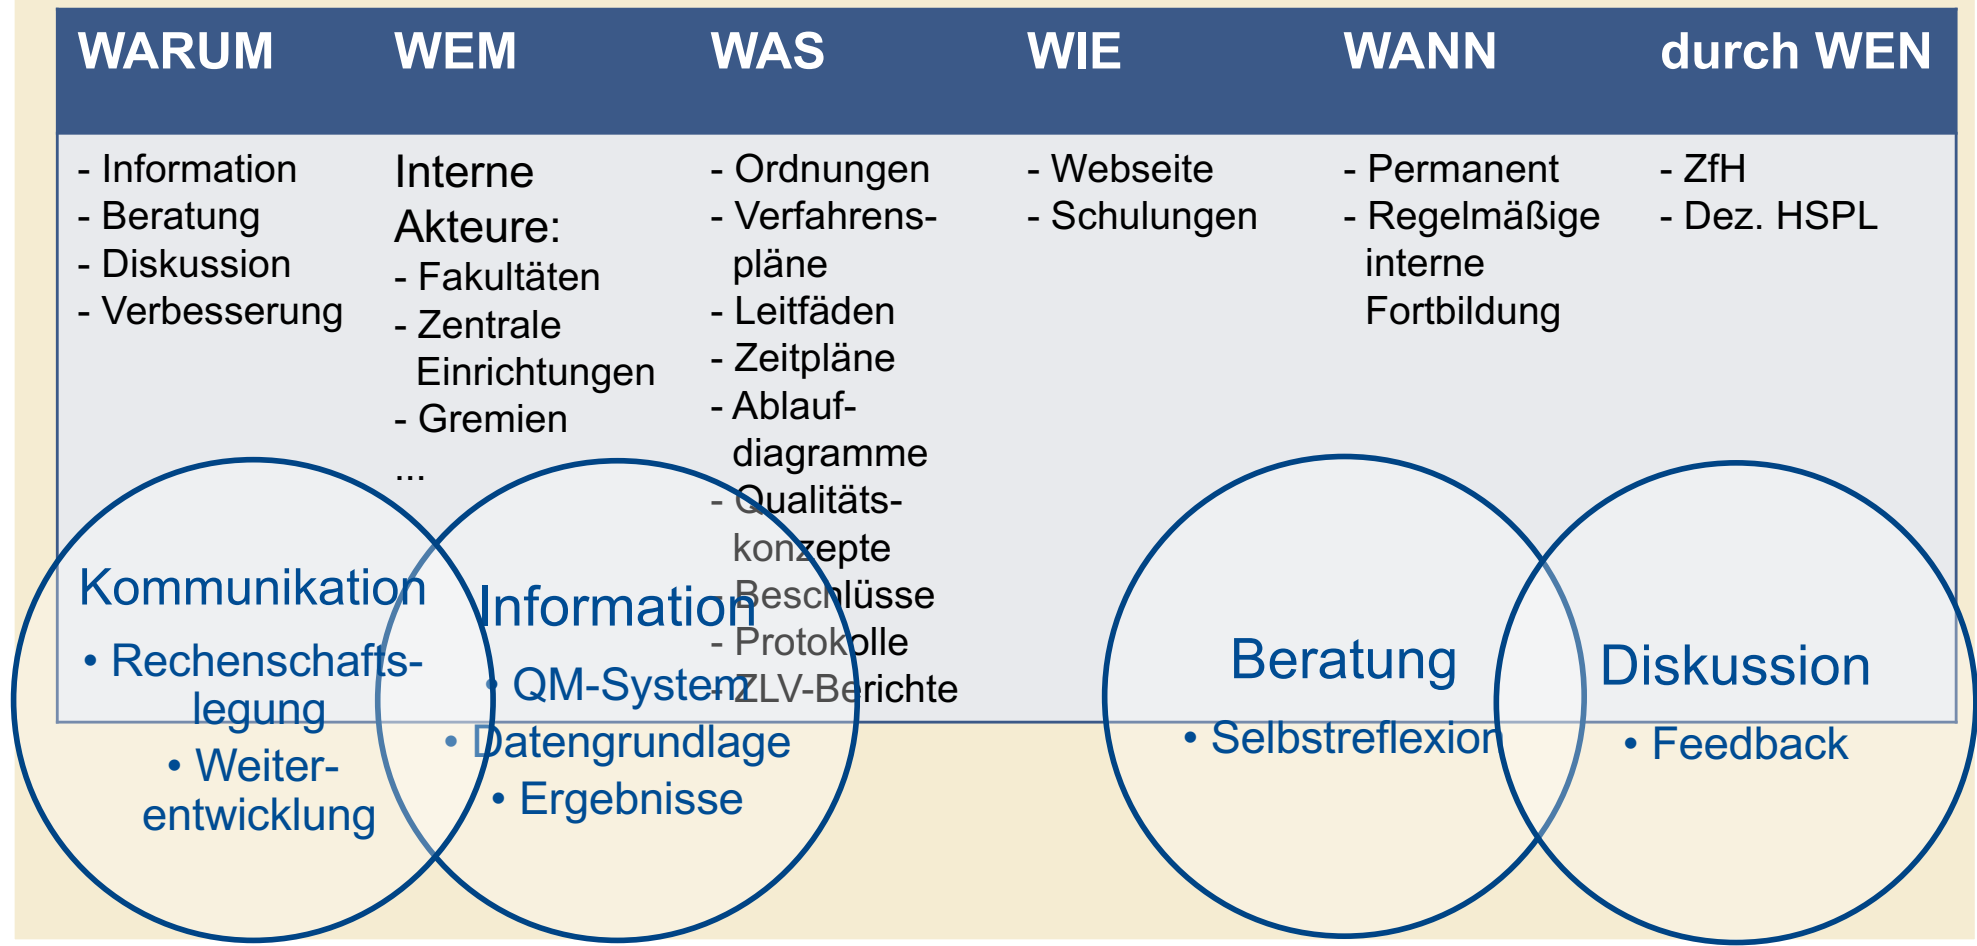 WARUM
WEM
WAS
WIE
WANN
durch WEN
- Information
- Beratung
- Diskussion
- Verbesserung
Interne
Akteure:
- Fakultäten
- Zentrale
Einrichtungen
- Gremien
...
- Ordnungen
- Verfahrens-
pläne
- Leitfäden
- Zeitpläne
- Ablauf-
diagramme
- Qualitäts-
konzepte
- Beschlüsse
- Protokolle
- ZLV-Berichte
- Webseite
- Schulungen
- Permanent
- Regelmäßige
interne
Fortbildung
- ZfH
- Dez. HSPL
Kommunikation
• Rechenschafts-
legung
• Weiter-
entwicklung
Information
• QM-System
• Datengrundlage
• Ergebnisse
Beratung
• Selbstreflexion
Diskussion
• Feedback